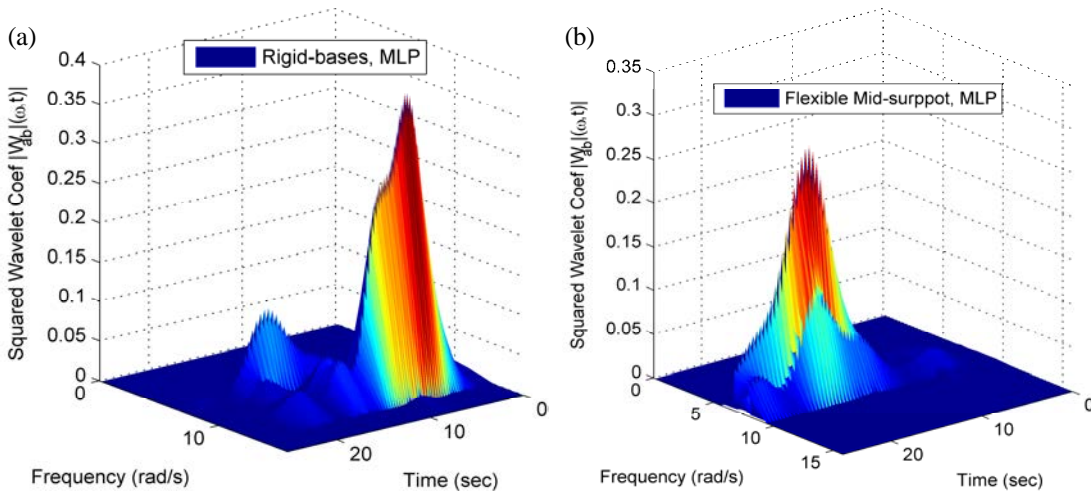 (a)
Rigid-bases, MLP
Squared Wavelet Coef |W_ab|(ω,t)|
0.4
0.35
0.3
0.25
0.2
0.15
0.1
0.05
0
0
10
Frequency (rad/s)
20
10
0
Time (sec)
(b)
Flexible Mid-surppot, MLP
Squared Wavelet Coef |W_ab|(ω,t)|
0.35
0.3
0.25
0.2
0.15
0.1
0.05
0
0
5
10
15
Frequency (rad/s)
20
10
0
Time (sec)